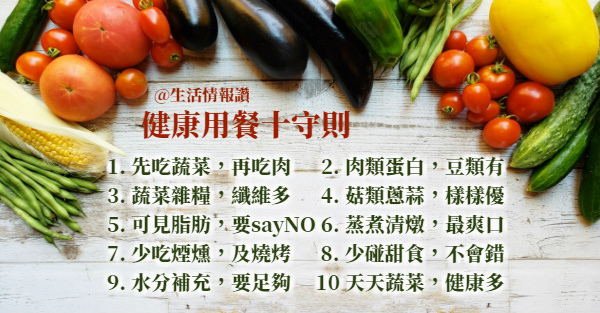 @生活情報讚
健康用餐十守則
1. 先吃蔬菜，再吃肉 2. 肉類蛋白，豆類有
3. 蔬菜雜糧，纖維多 4. 菇類蔥蒜，樣樣優
5. 可見脂肪，要sayNO 6. 蒸煮清燉，最爽口
7. 少吃煙燻，及燒烤 8. 少碰甜食，不會錯
9. 水分補充，要足夠 10 天天蔬菜，健康多